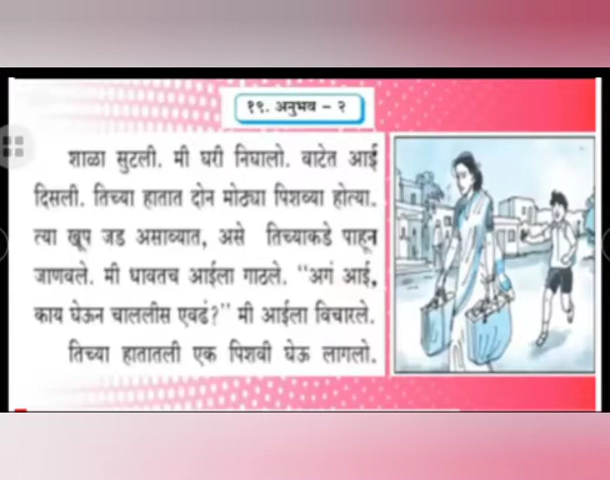 १९. अनुभव – २
शाळा सुटली. मी घरी निघालो. वाटेत आई
दिसली. तिच्या हातात दोन मोठ्या पिशव्या होत्या.
त्या खूप जड असाव्यात, असे तिच्याकडे पाहून
जाणवले. मी धावतच आईला गाठले. “अगं आई,
काय घेऊन चाललीस एवढं?” मी आईला विचारले.
तिच्या हातातली एक पिशवी घेऊ लागलो.